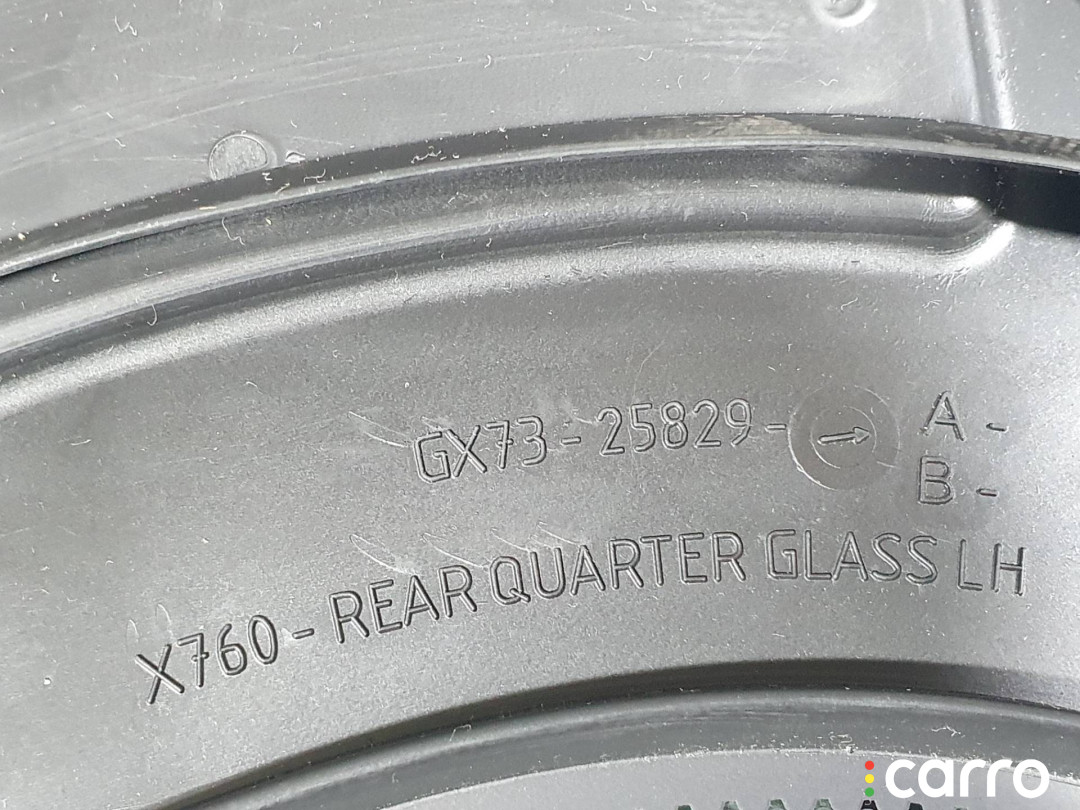 GX73-25829- → A-
B-
X760-REAR QUARTER GLASS LH
carro